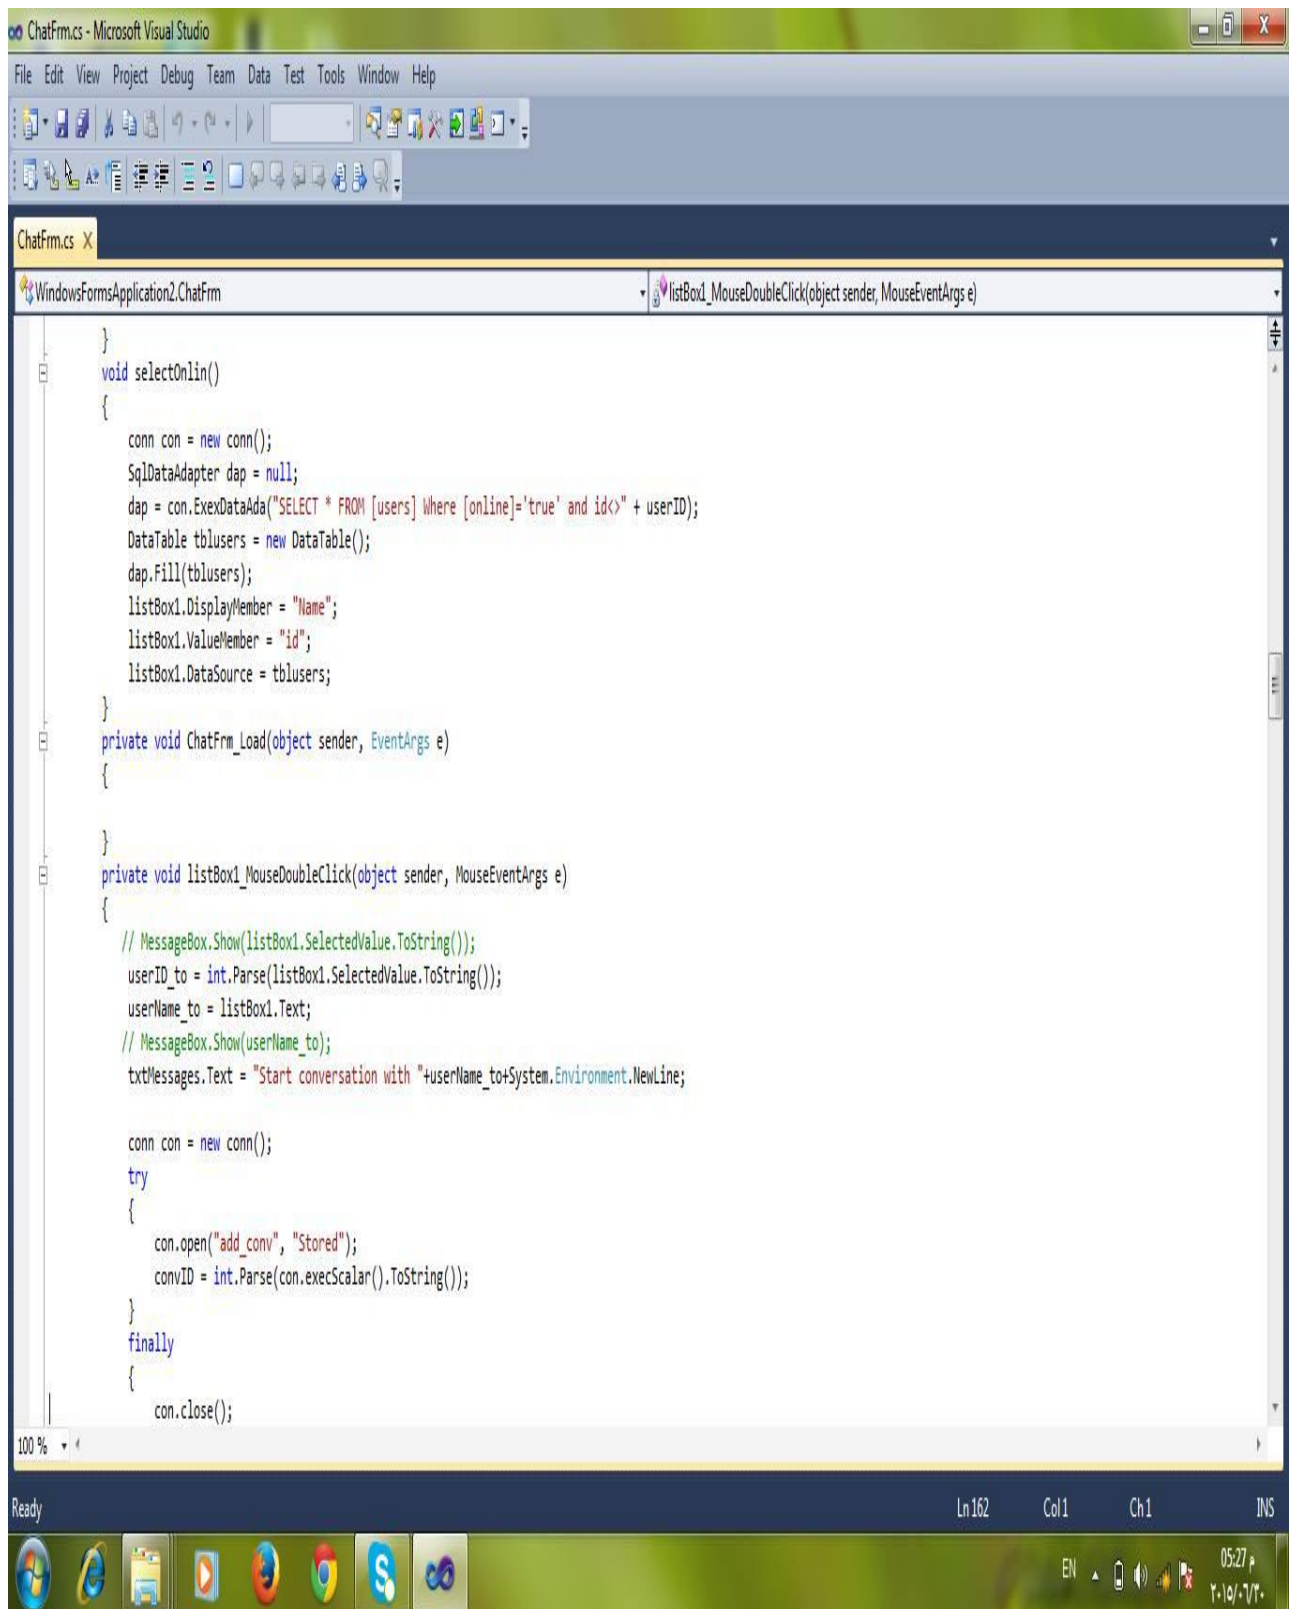 ChatFrm.cs - Microsoft Visual Studio
File Edit View Project Debug Team Data Test Tools Window Help
ChatFrm.cs X
WindowsFormsApplication2.ChatFrm listBox1_MouseDoubleClick(object sender, MouseEventArgs e)
}
void selectOnlin()
{
conn con = new conn();
SqlDataAdapter dap = null;
dap = con.ExexDataAda("SELECT * FROM [users] Where [online]='true' and id<>" + userID);
DataTable tblusers = new DataTable();
dap.Fill(tblusers);
listBox1.DisplayMember = "Name";
listBox1.ValueMember = "id";
listBox1.DataSource = tblusers;
}
private void ChatFrm_Load(object sender, EventArgs e)
{
}
private void listBox1_MouseDoubleClick(object sender, MouseEventArgs e)
{
// MessageBox.Show(listBox1.SelectedValue.ToString());
userID_to = int.Parse(listBox1.SelectedValue.ToString());
userName_to = listBox1.Text;
// MessageBox.Show(userName_to);
txtMessages.Text = "Start conversation with "+userName_to+System.Environment.NewLine;
conn con = new conn();
try
{
con.open("add_conv", "Stored");
convID = int.Parse(con.execScalar().ToString());
}
finally
{
con.close();
100 %
Ready Ln 162 Col 1 Ch 1 INS
EN 05:27 م
٢٠١٥/٠٦/٣٠